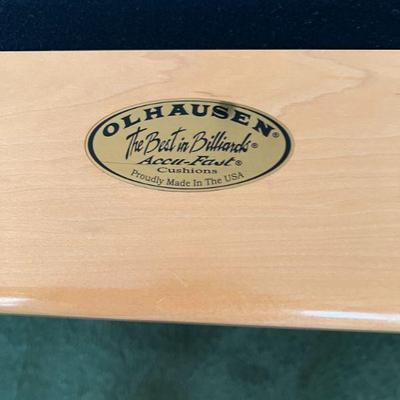 OLHAUSEN
The Best in Billiards®
Accu-Fast®
Cushions
Proudly Made In The USA